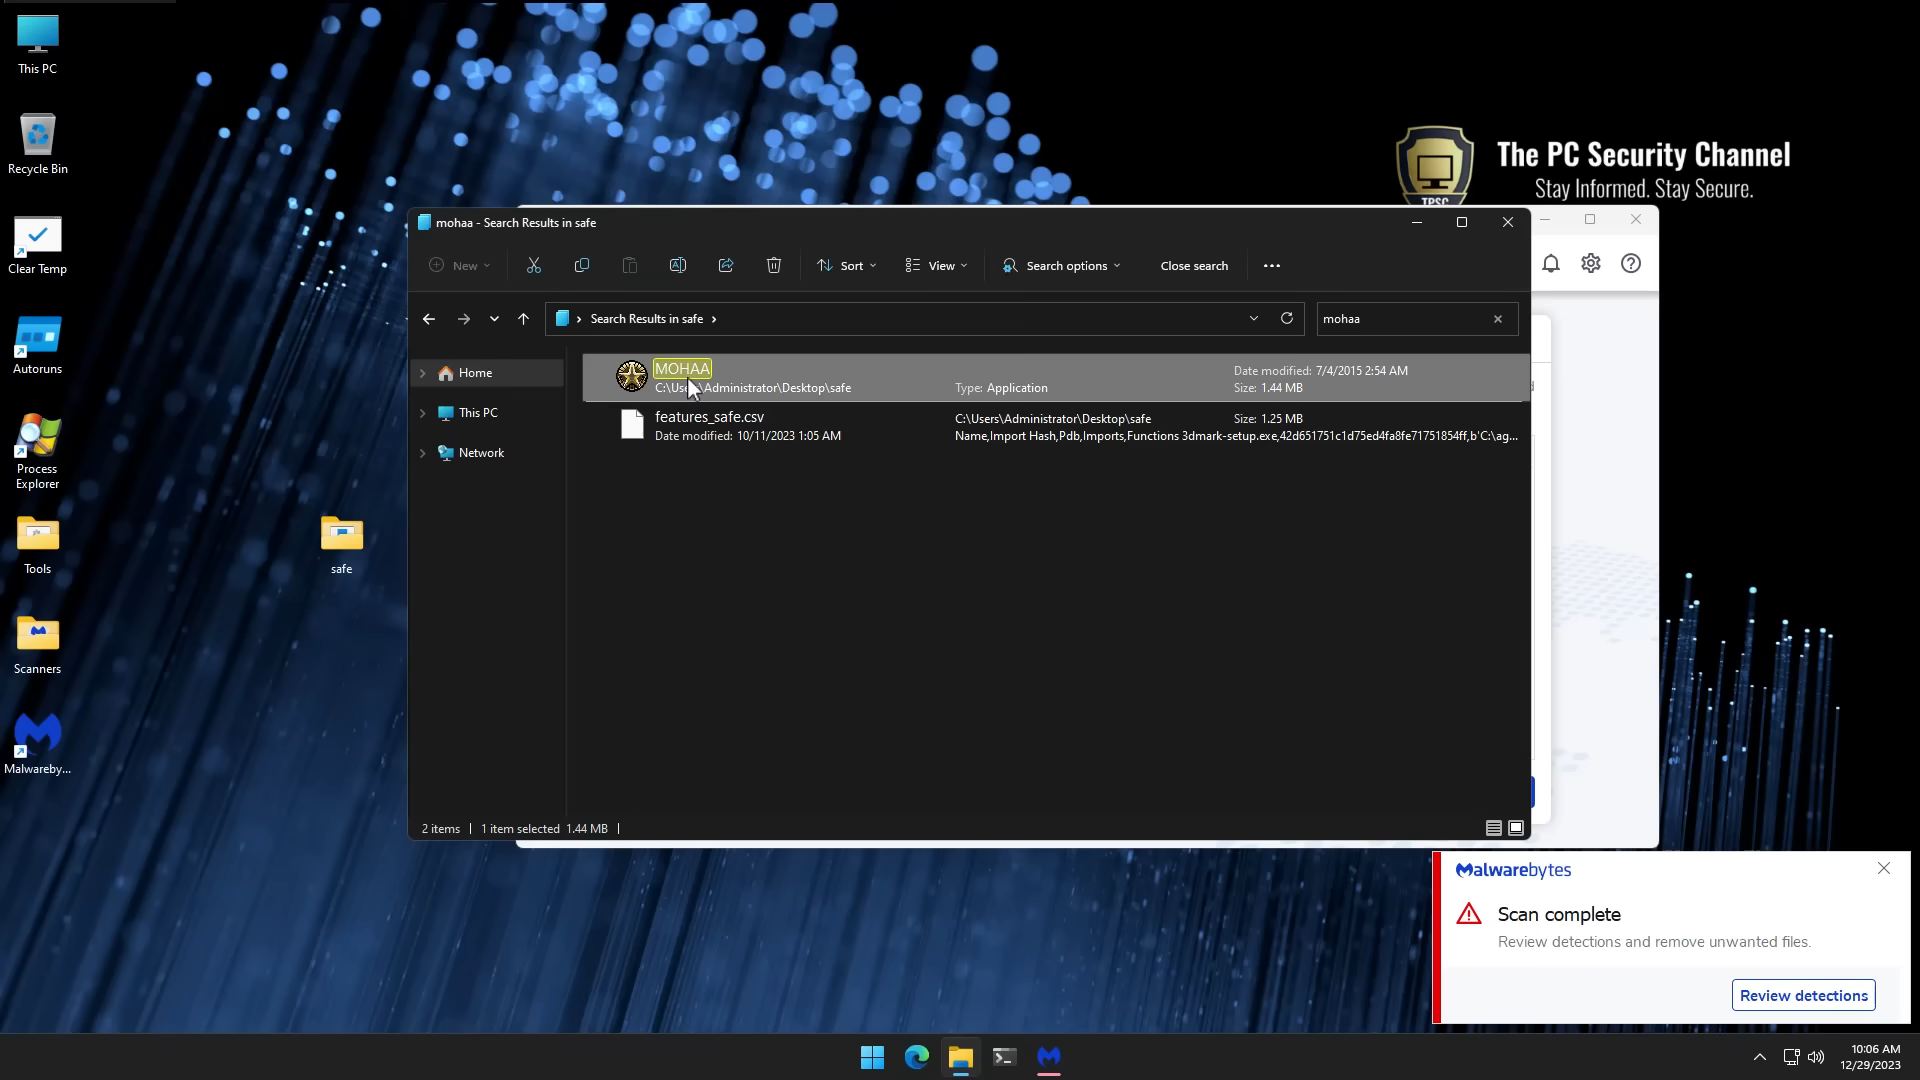 This PC
Recycle Bin
Clear Temp
Autoruns
Process
Explorer
Tools
Scanners
Malwareby...
safe
The PC Security Channel
Stay Informed. Stay Secure.
TPSC
mohaa - Search Results in safe
New
Sort
View
Search options
Close search
Search Results in safe
mohaa
Home
This PC
Network
MOHAA
C:\Users\Administrator\Desktop\safe
Type: Application
Date modified: 7/4/2015 2:54 AM
Size: 1.44 MB
features_safe.csv
Date modified: 10/11/2023 1:05 AM
C:\Users\Administrator\Desktop\safe
Size: 1.25 MB
Name,Import Hash,Pdb,Imports,Functions 3dmark-setup.exe,42d651751c1d75ed4fa8fe71751854ff,b'C:\ag...
2 items
1 item selected 1.44 MB
Malwarebytes
Scan complete
Review detections and remove unwanted files.
Review detections
10:06 AM
12/29/2023